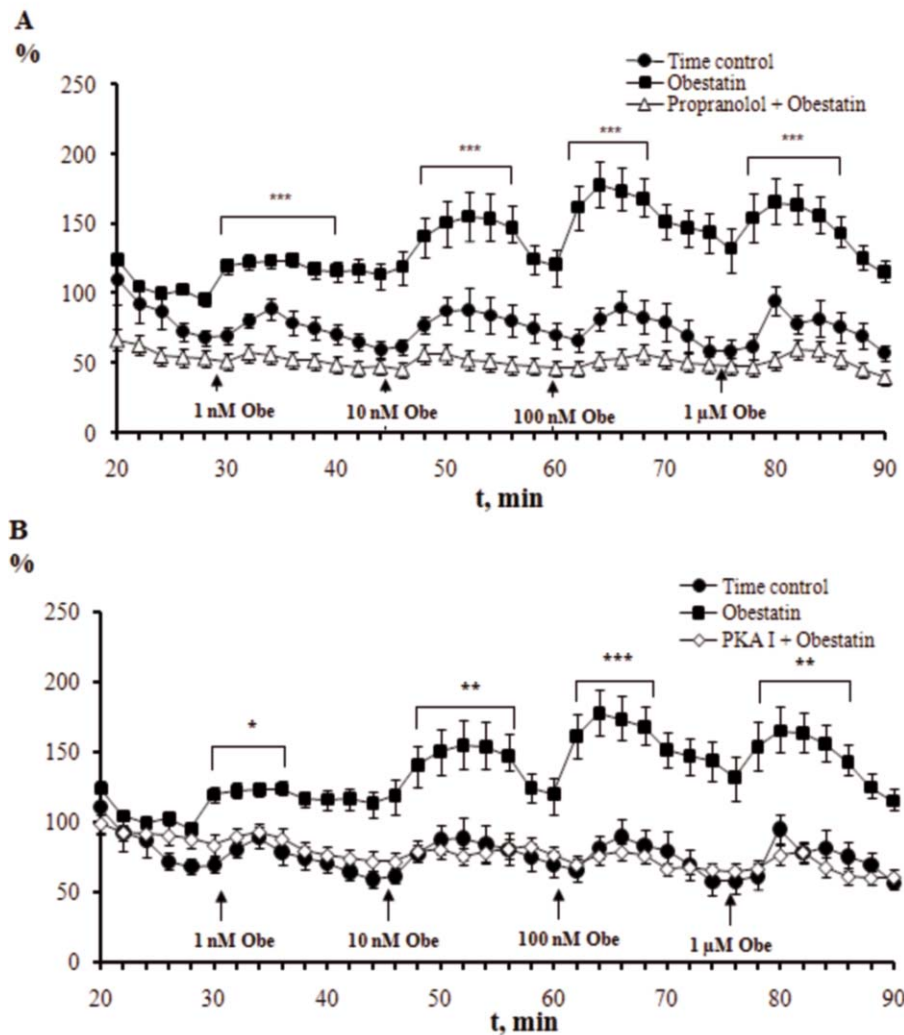 A
%
Time control
Obestatin
Propranolol + Obestatin
250
200
150
100
50
0
*** *** *** ***
1 nM Obe 10 nM Obe 100 nM Obe 1 µM Obe
20 30 40 50 60 70 80 90
t, min
B
%
Time control
Obestatin
PKA I + Obestatin
250
200
150
100
50
0
* ** *** **
1 nM Obe 10 nM Obe 100 nM Obe 1 µM Obe
20 30 40 50 60 70 80 90
t, min